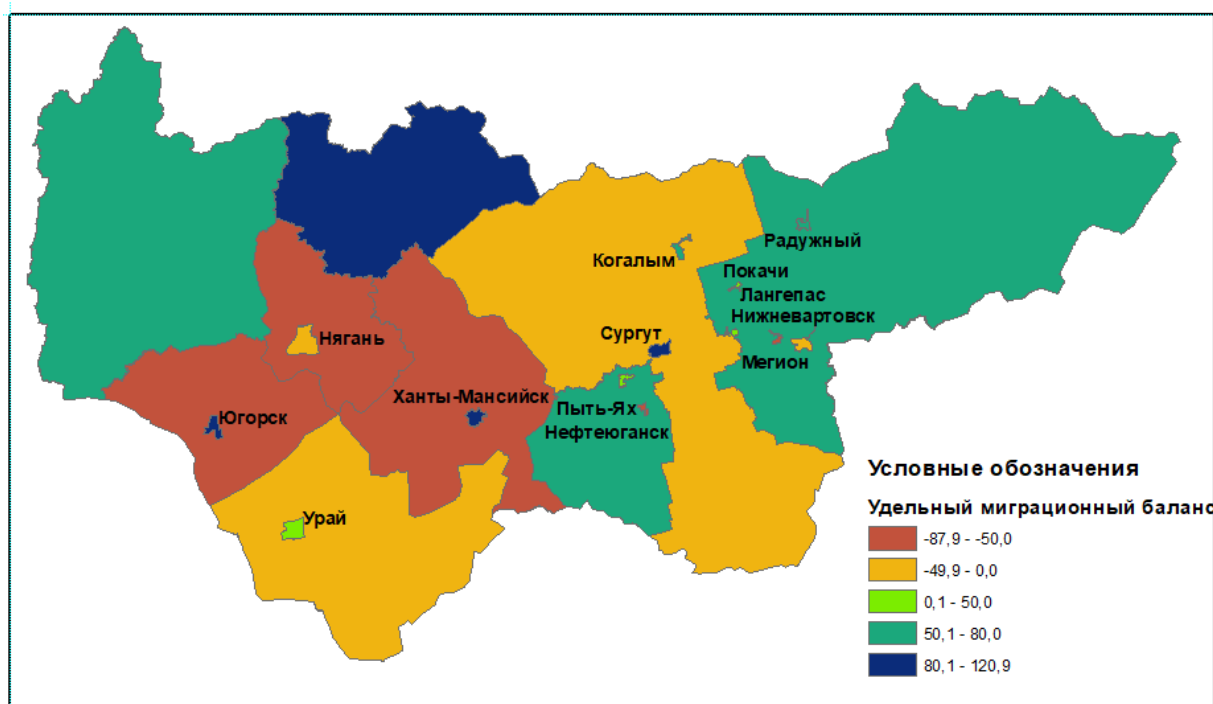 Радужный
Когалым
Покачи
Лангепас
Нижневартовск
Сургут
Нягань
Мегион
Ханты-Мансийск
Пыть-Ях
Югорск
Нефтеюганск
Урай
Условные обозначения
Удельный миграционный баланс
-87,9 - -50,0
-49,9 - 0,0
0,1 - 50,0
50,1 - 80,0
80,1 - 120,9